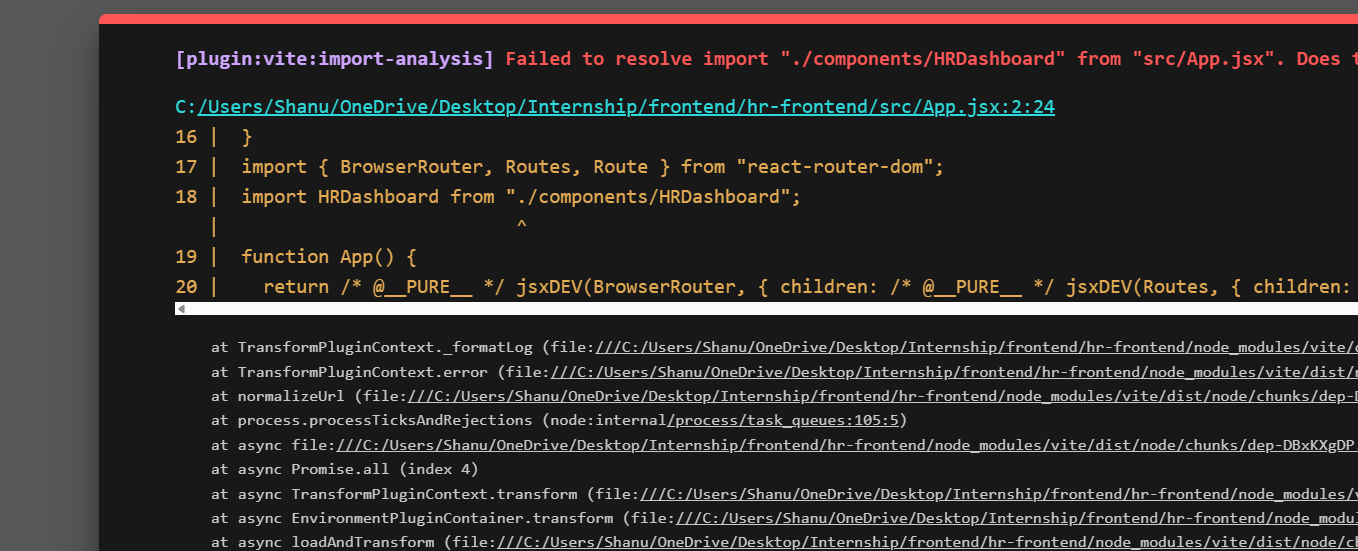 [plugin:vite:import-analysis] Failed to resolve import "./components/HRDashboard" from "src/App.jsx". Does
C:/Users/Shanu/OneDrive/Desktop/Internship/frontend/hr-frontend/src/App.jsx:2:24
16 |  }
17 |  import { BrowserRouter, Routes, Route } from "react-router-dom";
18 |  import HRDashboard from "./components/HRDashboard";
   |                          ^
19 |  function App() {
20 |    return /* @__PURE__ */ jsxDEV(BrowserRouter, { children: /* @__PURE__ */ jsxDEV(Routes, { children:
at TransformPluginContext._formatLog (file:///C:/Users/Shanu/OneDrive/Desktop/Internship/frontend/hr-frontend/node_modules/vite/
at TransformPluginContext.error (file:///C:/Users/Shanu/OneDrive/Desktop/Internship/frontend/hr-frontend/node_modules/vite/dist/
at normalizeUrl (file:///C:/Users/Shanu/OneDrive/Desktop/Internship/frontend/hr-frontend/node_modules/vite/dist/node/chunks/dep-
at process.processTicksAndRejections (node:internal/process/task_queues:105:5)
at async file:///C:/Users/Shanu/OneDrive/Desktop/Internship/frontend/hr-frontend/node_modules/vite/dist/node/chunks/dep-DBxKXgDP.
at async Promise.all (index 4)
at async TransformPluginContext.transform (file:///C:/Users/Shanu/OneDrive/Desktop/Internship/frontend/hr-frontend/node_modules/
at async EnvironmentPluginContainer.transform (file:///C:/Users/Shanu/OneDrive/Desktop/Internship/frontend/hr-frontend/node_modul
at async loadAndTransform (file:///C:/Users/Shanu/OneDrive/Desktop/Internship/frontend/hr-frontend/node_modules/vite/dist/node/